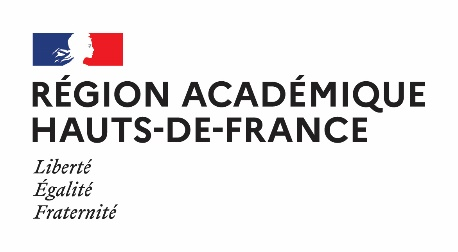 RÉGION ACADÉMIQUE
HAUTS-DE-FRANCE
Liberté
Égalité
Fraternité